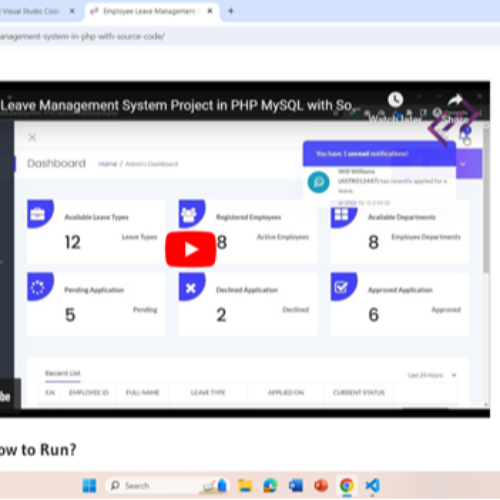 Visual Studio Code
Employee Leave Management
anagement-system-in-php-with-source-code/
Leave Management System Project in PHP MySQL with So...
Watch later
Share
Dashboard
Home / Admin's Dashboard
You have 1 unread notifications!
Will Williams
(ASTR012447) has recently applied for a
leave.
Available Leave Types
12
Leave Types
Registered Employees
8
Active Employees
Available Departments
8
Employee Departments
Pending Application
5
Pending
Declined Application
2
Declined
Approved Application
6
Approved
Recent List
Last 24 Hours
S.N EMPLOYEE ID FULL NAME LEAVE TYPE APPLIED ON CURRENT STATUS
be
ow to Run?
Search